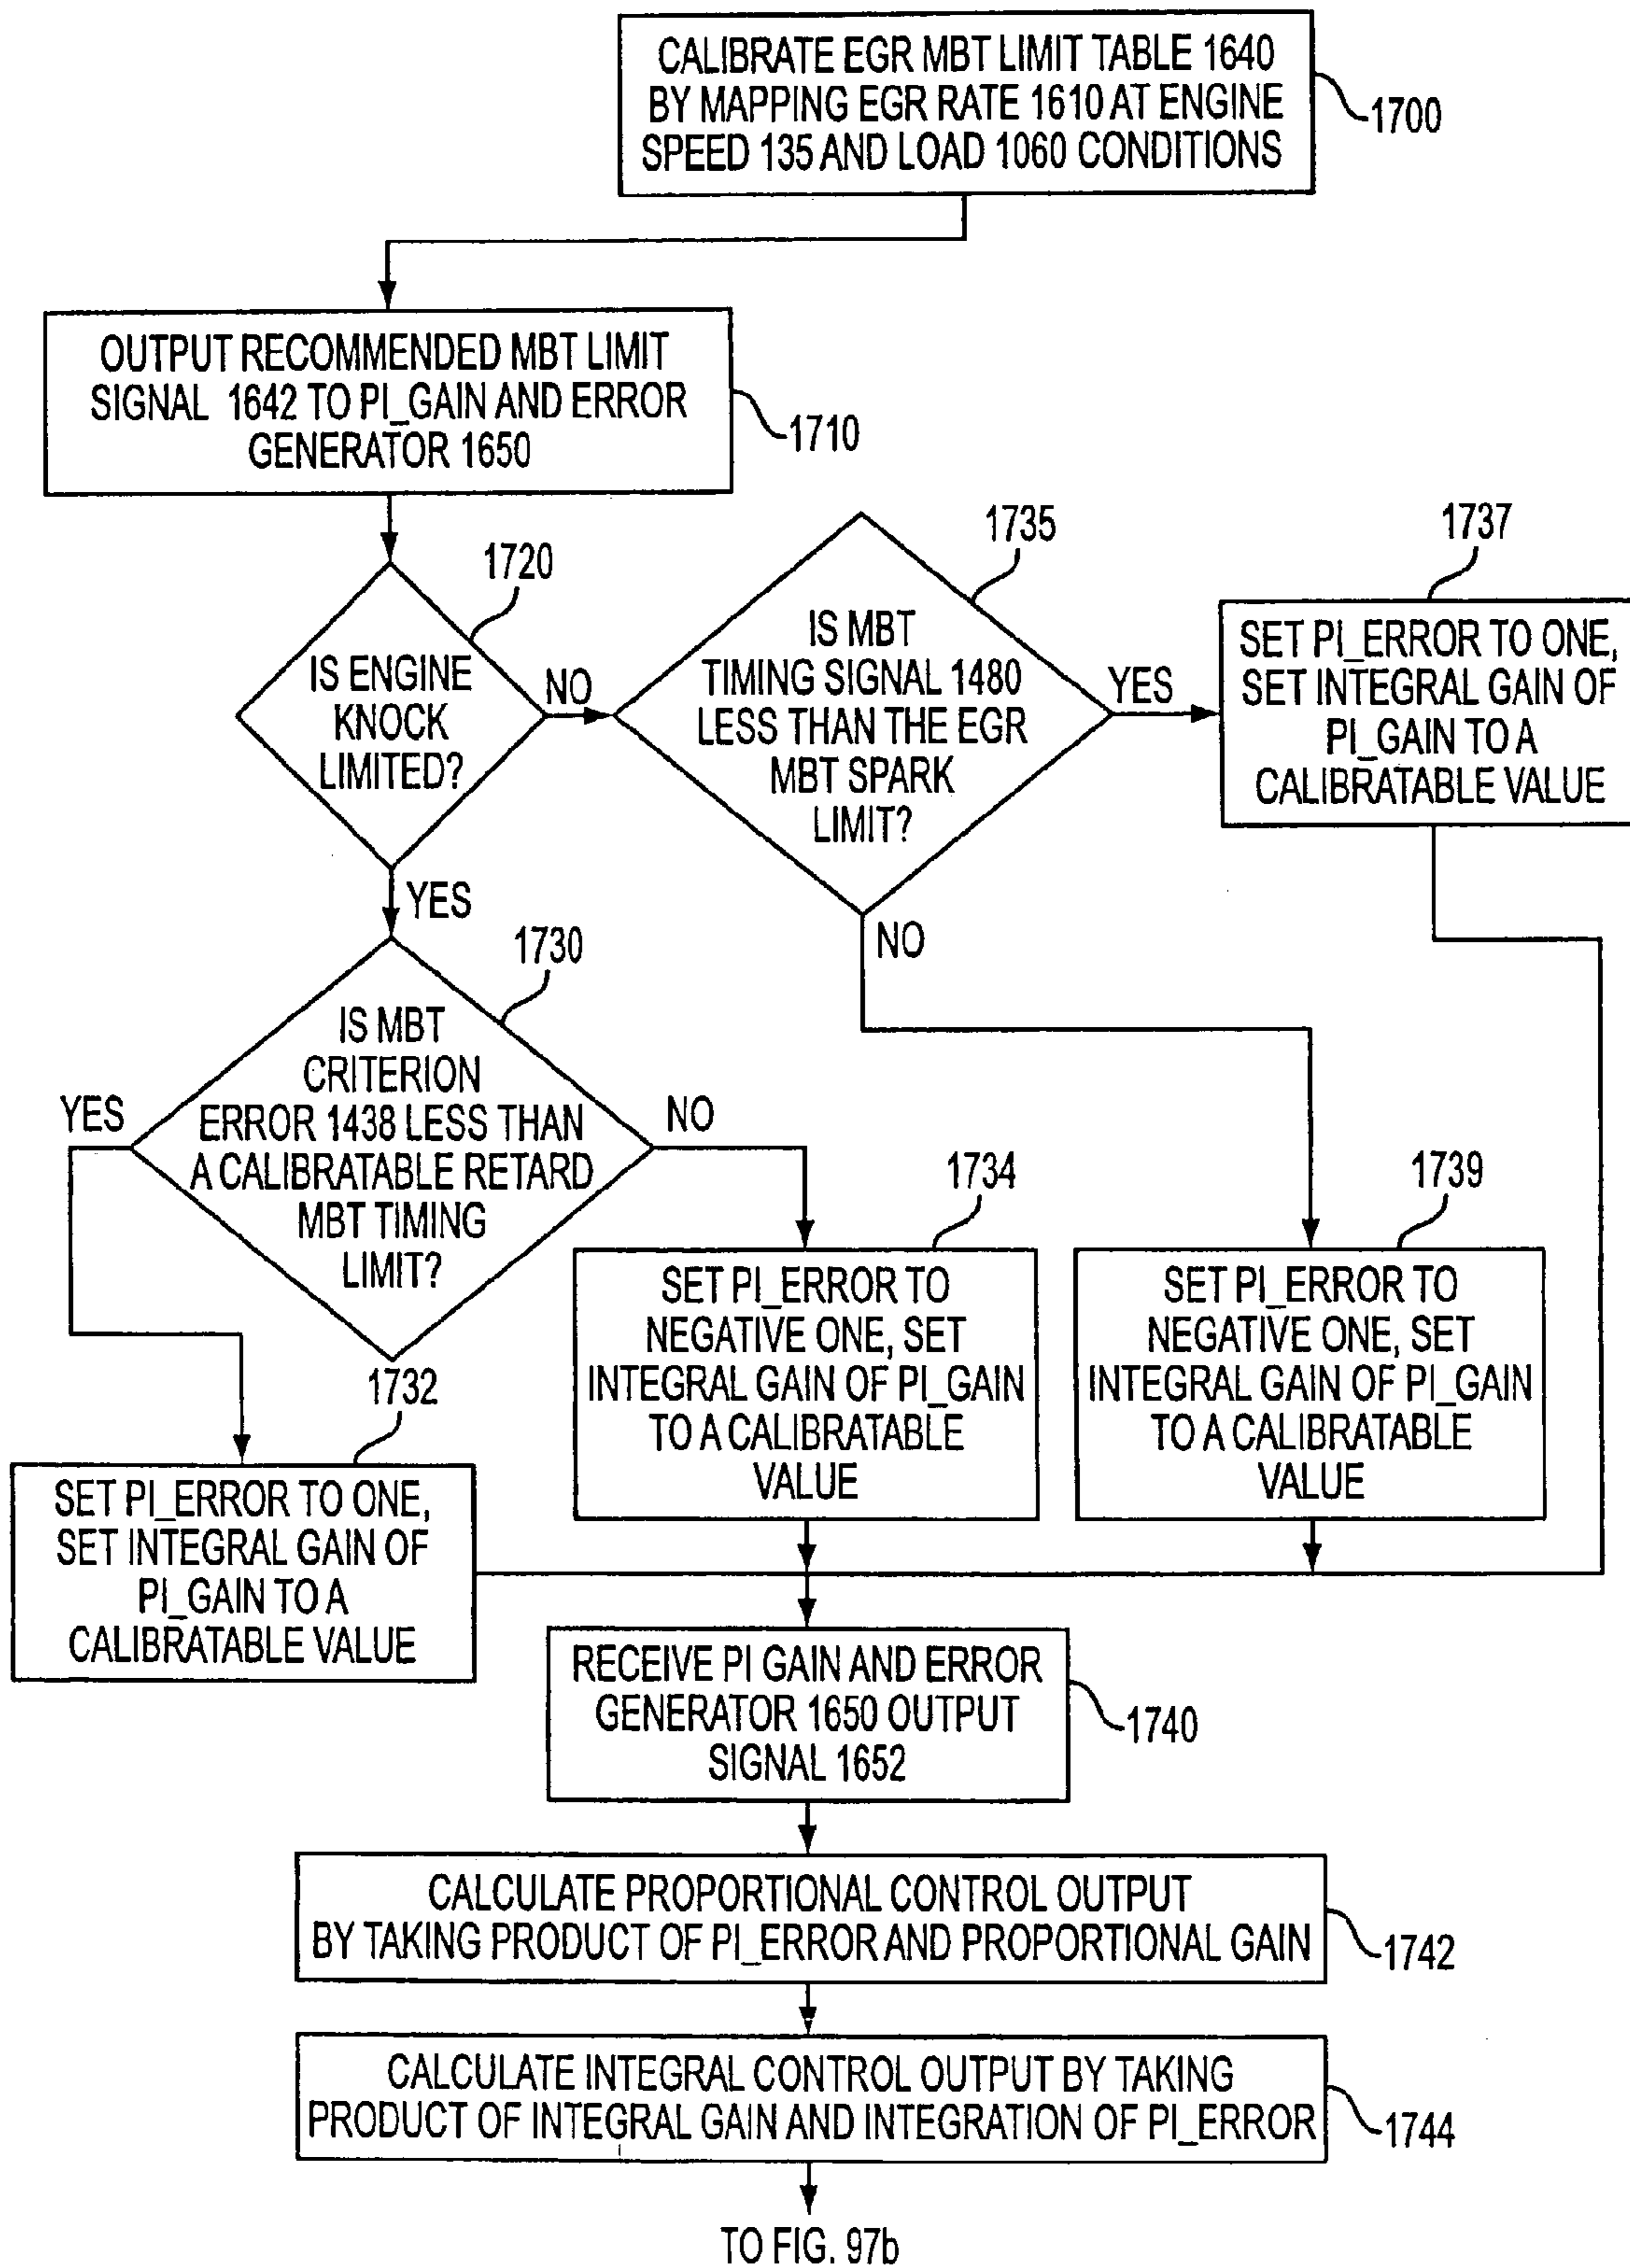 CALIBRATE EGR MBT LIMIT TABLE 1640
BY MAPPING EGR RATE 1610 AT ENGINE
SPEED 135 AND LOAD 1060 CONDITIONS
1700
OUTPUT RECOMMENDED MBT LIMIT
SIGNAL 1642 TO PI_GAIN AND ERROR
GENERATOR 1650
1710
1720
IS ENGINE
KNOCK
LIMITED?
NO
YES
1735
IS MBT
TIMING SIGNAL 1480
LESS THAN THE EGR
MBT SPARK
LIMIT?
YES
NO
1737
SET PI_ERROR TO ONE,
SET INTEGRAL GAIN OF
PI_GAIN TO A
CALIBRATABLE VALUE
1730
IS MBT
CRITERION
ERROR 1438 LESS THAN
A CALIBRATABLE RETARD
MBT TIMING
LIMIT?
YES
NO
1734
SET PI_ERROR TO
NEGATIVE ONE, SET
INTEGRAL GAIN OF PI_GAIN
TO A CALIBRATABLE
VALUE
1739
SET PI_ERROR TO
NEGATIVE ONE, SET
INTEGRAL GAIN OF PI_GAIN
TO A CALIBRATABLE
VALUE
1732
SET PI_ERROR TO ONE,
SET INTEGRAL GAIN OF
PI_GAIN TO A
CALIBRATABLE VALUE
RECEIVE PI GAIN AND ERROR
GENERATOR 1650 OUTPUT
SIGNAL 1652
1740
CALCULATE PROPORTIONAL CONTROL OUTPUT
BY TAKING PRODUCT OF PI_ERROR AND PROPORTIONAL GAIN
1742
CALCULATE INTEGRAL CONTROL OUTPUT BY TAKING
PRODUCT OF INTEGRAL GAIN AND INTEGRATION OF PI_ERROR
1744
TO FIG. 97b